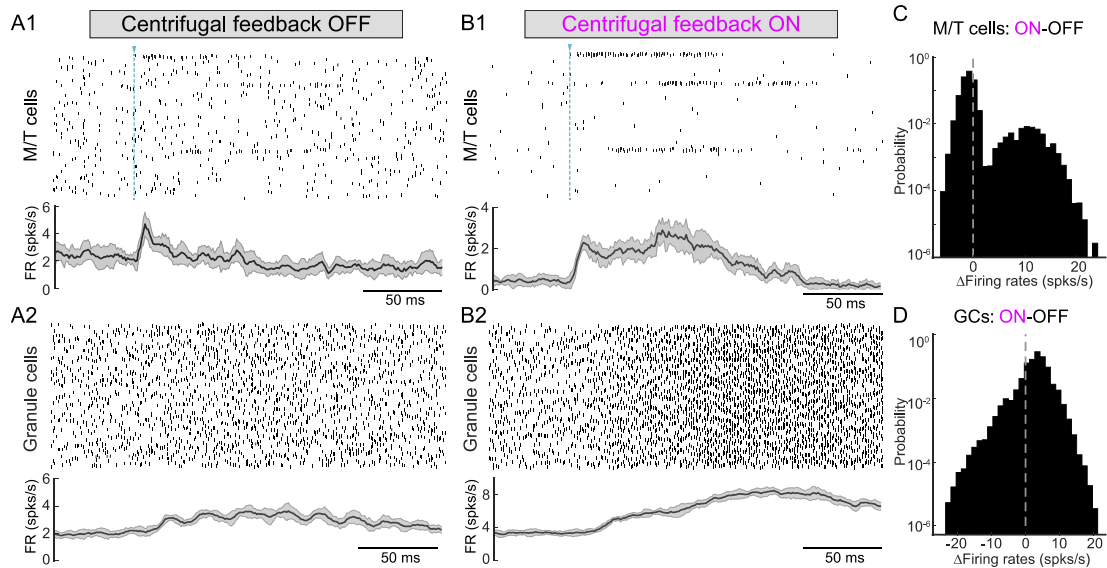 A1
Centrifugal feedback OFF
M/T cells
FR (spks/s)
6
4
2
0
50 ms
A2
Granule cells
FR (spks/s)
6
4
2
0
50 ms
B1
Centrifugal feedback ON
M/T cells
FR (spks/s)
4
2
0
50 ms
B2
Granule cells
FR (spks/s)
8
4
0
50 ms
C
M/T cells: ON-OFF
Probability
10^0
10^-2
10^-4
10^-6
0 10 20
ΔFiring rates (spks/s)
D
GCs: ON-OFF
Probability
10^0
10^-2
10^-4
10^-6
-20 -10 0 10 20
ΔFiring rates (spks/s)